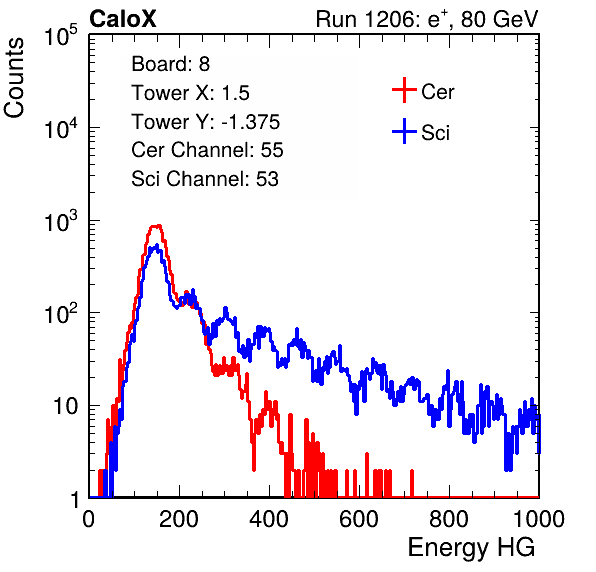 CaloX Run 1206: e⁺, 80 GeV
Counts
10⁵
10⁴
10³
10²
10
1
Board: 8
Tower X: 1.5
Tower Y: -1.375
Cer Channel: 55
Sci Channel: 53
Cer
Sci
0 200 400 600 800 1000
Energy HG